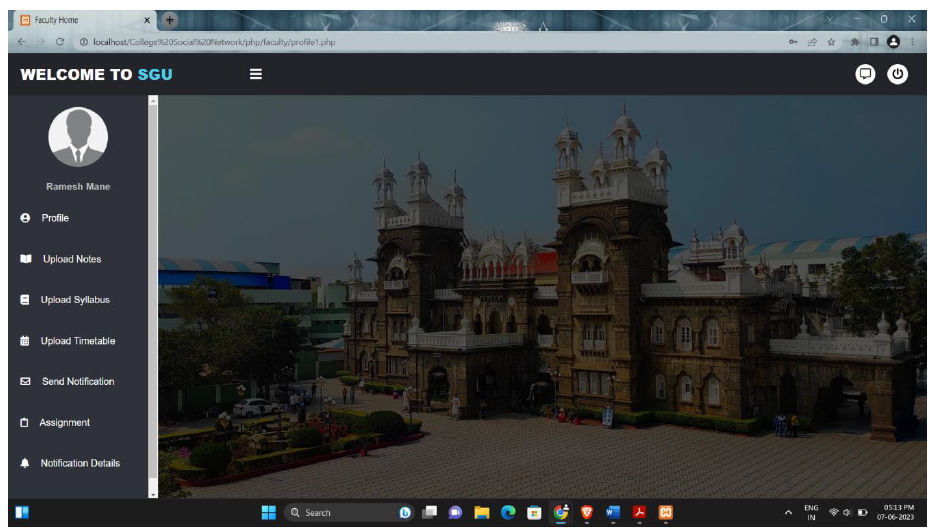 Faculty Home
localhost/College%20Social%20Network/php/faculty/profile1.php
WELCOME TO SGU
Ramesh Mane
Profile
Upload Notes
Upload Syllabus
Upload Timetable
Send Notification
Assignment
Notification Details
Search
ENG
IN
05:13 PM
07-06-2023